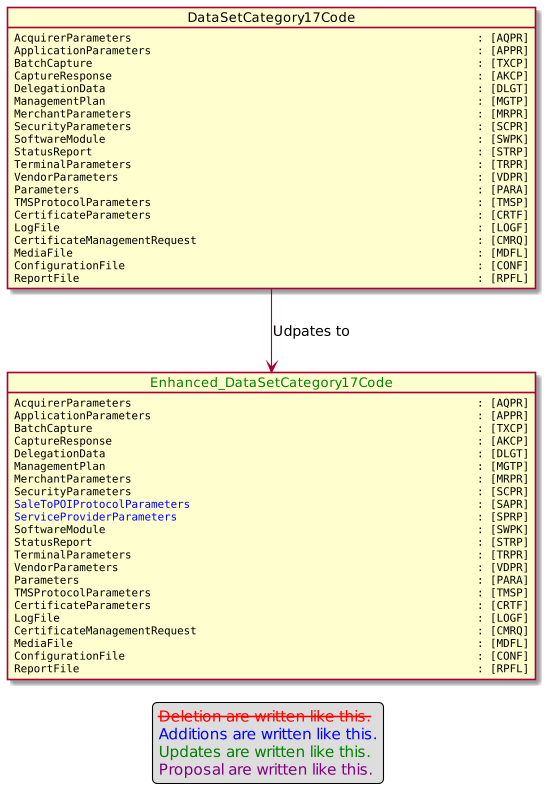 DataSetCategory17Code
AcquirerParameters : [AQPR]
ApplicationParameters : [APPR]
BatchCapture : [TXCP]
CaptureResponse : [AKCP]
DelegationData : [DLGT]
ManagementPlan : [MGTP]
MerchantParameters : [MRPR]
SecurityParameters : [SCPR]
SoftwareModule : [SWPK]
StatusReport : [STRP]
TerminalParameters : [TRPR]
VendorParameters : [VDPR]
Parameters : [PARA]
TMSProtocolParameters : [TMSP]
CertificateParameters : [CRTF]
LogFile : [LOGF]
CertificateManagementRequest : [CMRQ]
MediaFile : [MDFL]
ConfigurationFile : [CONF]
ReportFile : [RPFL]
Udpates to
Enhanced_DataSetCategory17Code
AcquirerParameters : [AQPR]
ApplicationParameters : [APPR]
BatchCapture : [TXCP]
CaptureResponse : [AKCP]
DelegationData : [DLGT]
ManagementPlan : [MGTP]
MerchantParameters : [MRPR]
SecurityParameters : [SCPR]
SaleToPOIProtocolParameters : [SAPR]
ServiceProviderParameters : [SPRP]
SoftwareModule : [SWPK]
StatusReport : [STRP]
TerminalParameters : [TRPR]
VendorParameters : [VDPR]
Parameters : [PARA]
TMSProtocolParameters : [TMSP]
CertificateParameters : [CRTF]
LogFile : [LOGF]
CertificateManagementRequest : [CMRQ]
MediaFile : [MDFL]
ConfigurationFile : [CONF]
ReportFile : [RPFL]
Deletion are written like this.
Additions are written like this.
Updates are written like this.
Proposal are written like this.